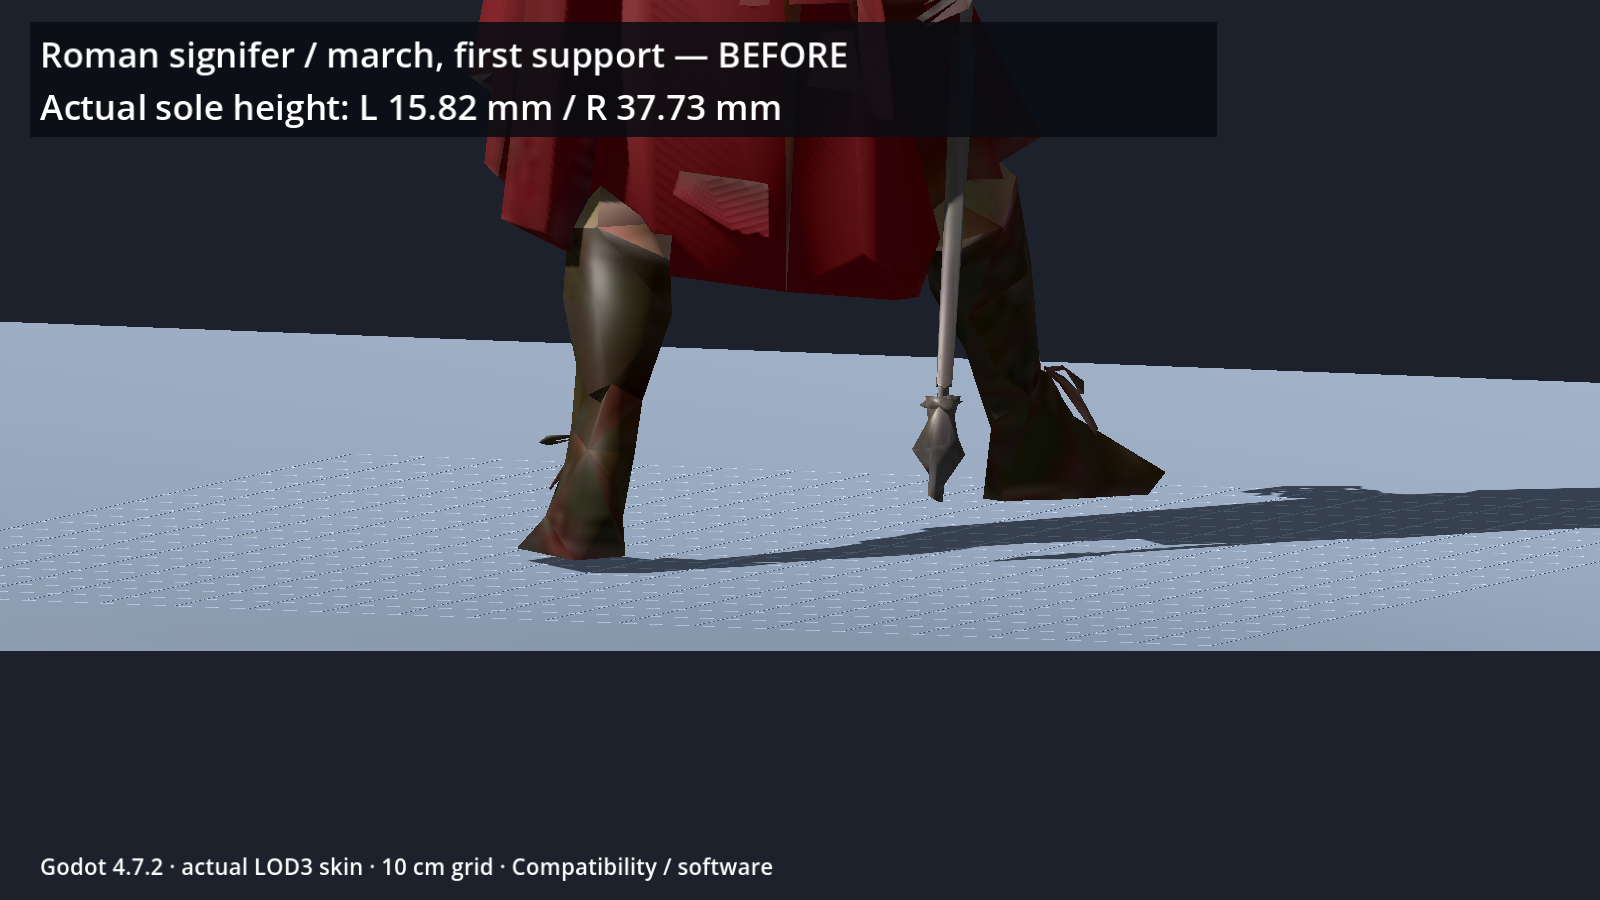 Roman signifer / march, first support — BEFORE
Actual sole height: L 15.82 mm / R 37.73 mm
Godot 4.7.2 · actual LOD3 skin · 10 cm grid · Compatibility / software